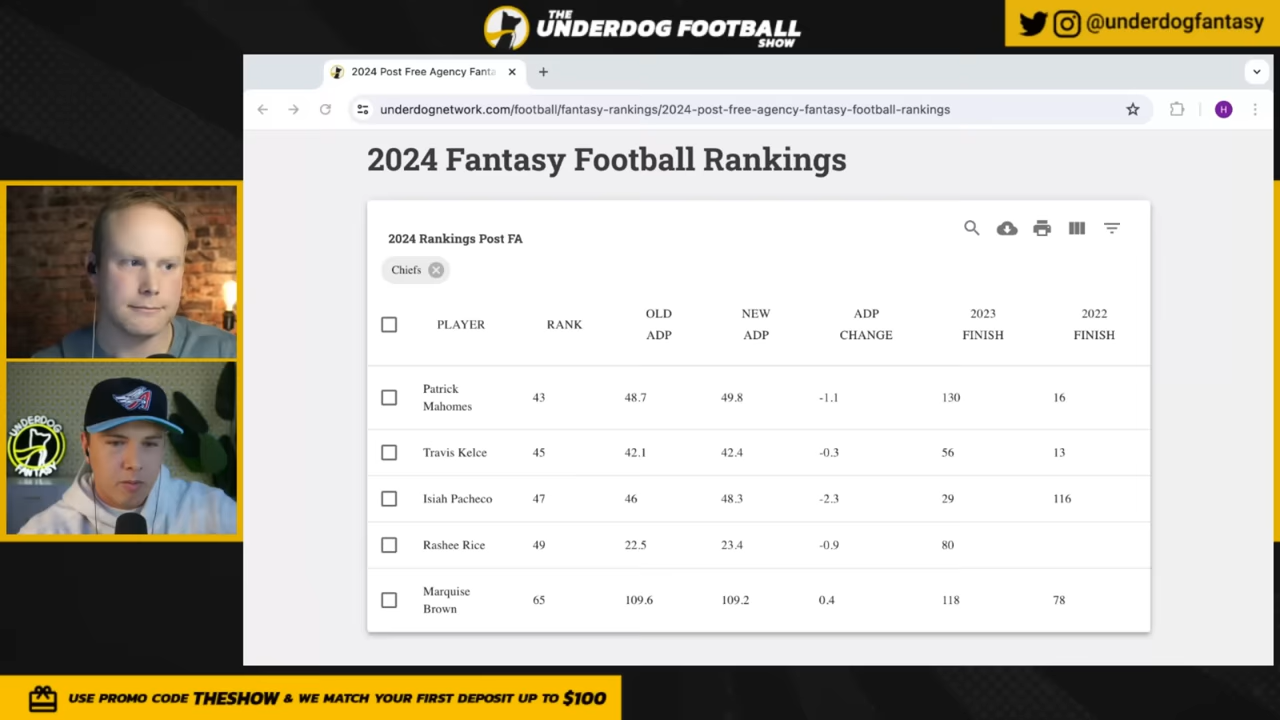 THE
UNDERDOG FOOTBALL
SHOW
@underdogfantasy
2024 Post Free Agency Fanta
underdognetwork.com/football/fantasy-rankings/2024-post-free-agency-fantasy-football-rankings
H
2024 Fantasy Football Rankings
2024 Rankings Post FA
Chiefs
PLAYER RANK OLD ADP NEW ADP ADP CHANGE 2023 FINISH 2022 FINISH
Patrick Mahomes 43 48.7 49.8 -1.1 130 16
Travis Kelce 45 42.1 42.4 -0.3 56 13
Isiah Pacheco 47 46 48.3 -2.3 29 116
Rashee Rice 49 22.5 23.4 -0.9 80
Marquise Brown 65 109.6 109.2 0.4 118 78
UNDERDOG
FANTASY
A
USE PROMO CODE THESHOW & WE MATCH YOUR FIRST DEPOSIT UP TO $100